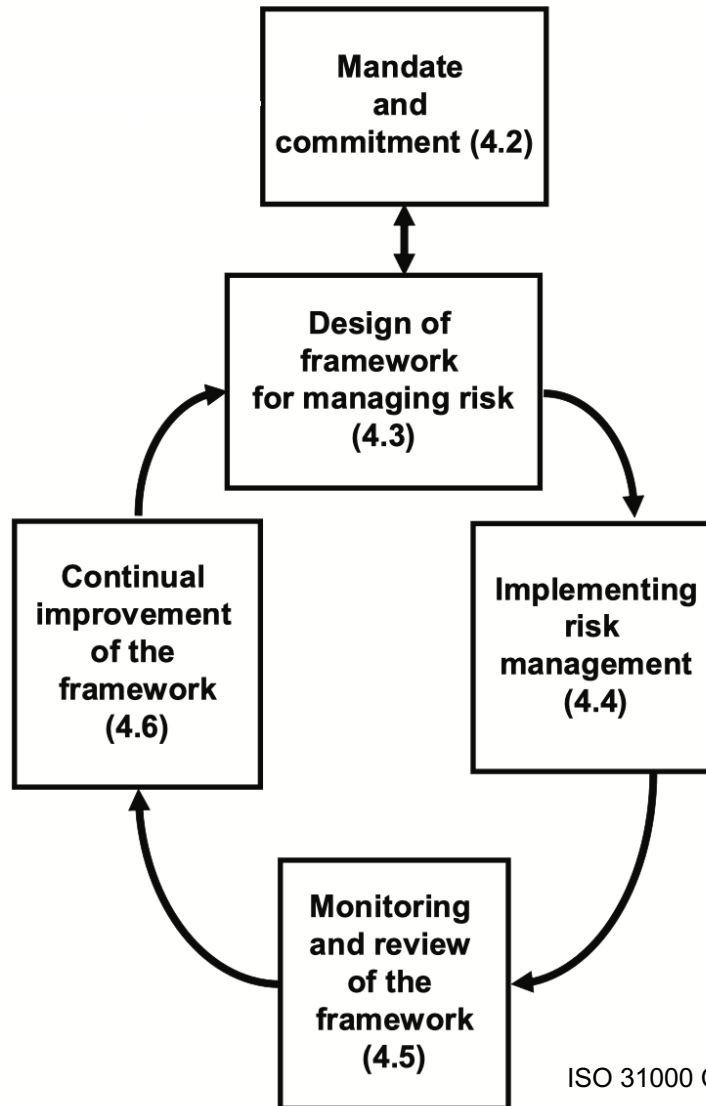 Mandate
and
commitment (4.2)
Design of
framework
for managing risk
(4.3)
Continual
improvement
of the
framework
(4.6)
Implementing
risk
management
(4.4)
Monitoring
and review
of the
framework
(4.5)
ISO 31000